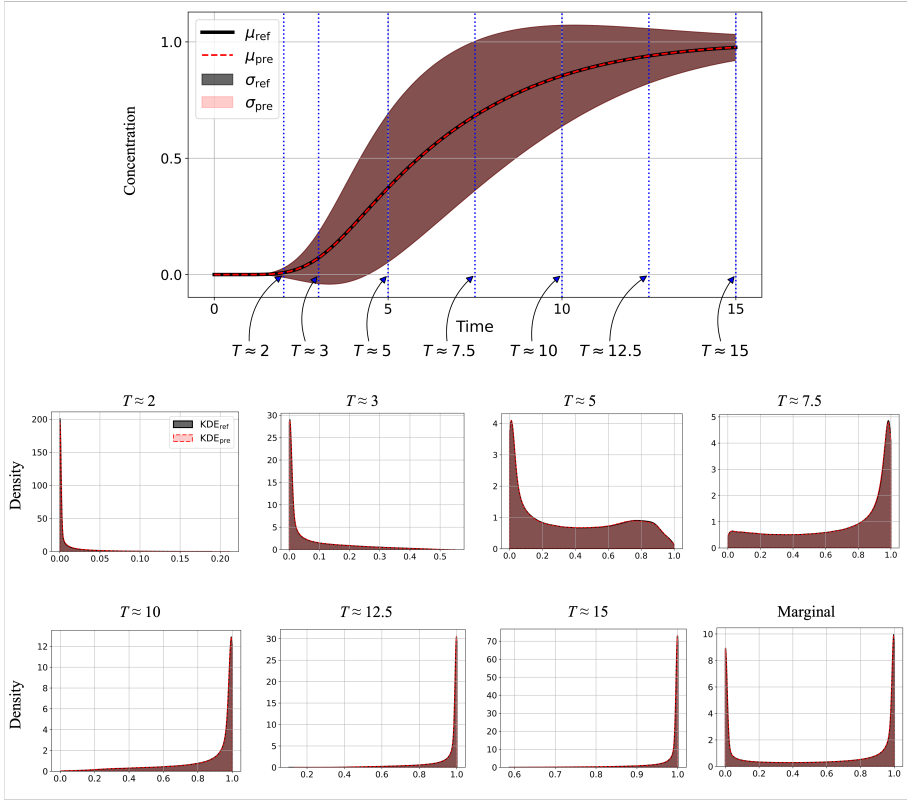 μref
μpre
σref
σpre
Concentration
1.0
0.5
0.0
0 5 10 15
Time
T ≈ 2 T ≈ 3 T ≈ 5 T ≈ 7.5 T ≈ 10 T ≈ 12.5 T ≈ 15
T ≈ 2 T ≈ 3 T ≈ 5 T ≈ 7.5
Density
200
150
100
50
0
0.00 0.05 0.10 0.15 0.20
KDEref
KDEpre
30
25
20
15
10
5
0
0.0 0.1 0.2 0.3 0.4 0.5
4
3
2
1
0
0.0 0.2 0.4 0.6 0.8 1.0
5
4
3
2
1
0
0.0 0.2 0.4 0.6 0.8 1.0
T ≈ 10 T ≈ 12.5 T ≈ 15 Marginal
Density
12
10
8
6
4
2
0
0.0 0.2 0.4 0.6 0.8 1.0
30
25
20
15
10
5
0
0.2 0.4 0.6 0.8 1.0
70
60
50
40
30
20
10
0
0.6 0.7 0.8 0.9 1.0
10
8
6
4
2
0
0.0 0.2 0.4 0.6 0.8 1.0